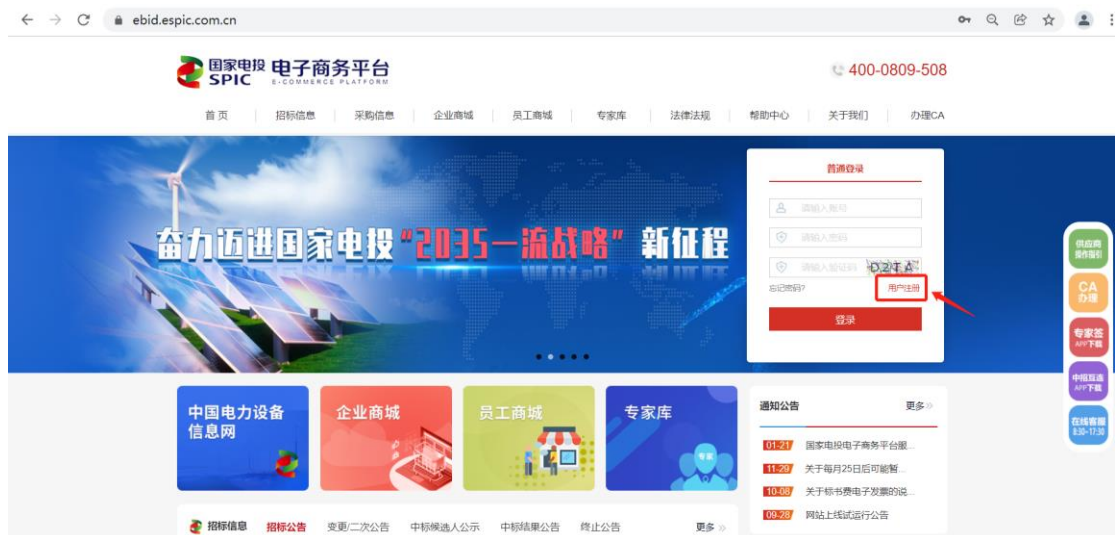 ebid.espic.com.cn
国家电投 电子商务平台
SPIC E-COMMERCE PLATFORM
400-0809-508
首页 招标信息 采购信息 企业商城 员工商城 专家库 法律法规 帮助中心 关于我们 办理CA
普通登录
请输入账号
请输入密码
请输入验证码
忘记密码? 用户注册
登录
奋力迈进国家电投“2035一流战略”新征程
供应商
操作指引
CA
办理
专家签
APP下载
中招互连
APP下载
在线客服
8:30-17:30
中国电力设备
信息网
企业商城
员工商城
专家库
专家
通知公告 更多
01-21 国家电投电子商务平台服...
11-29 关于每月25日后可能暂...
10-08 关于标书费电子发票的说...
09-28 网站上线试运行公告
招标信息 招标公告 变更/二次公告 中标候选人公示 中标结果公告 终止公告 更多